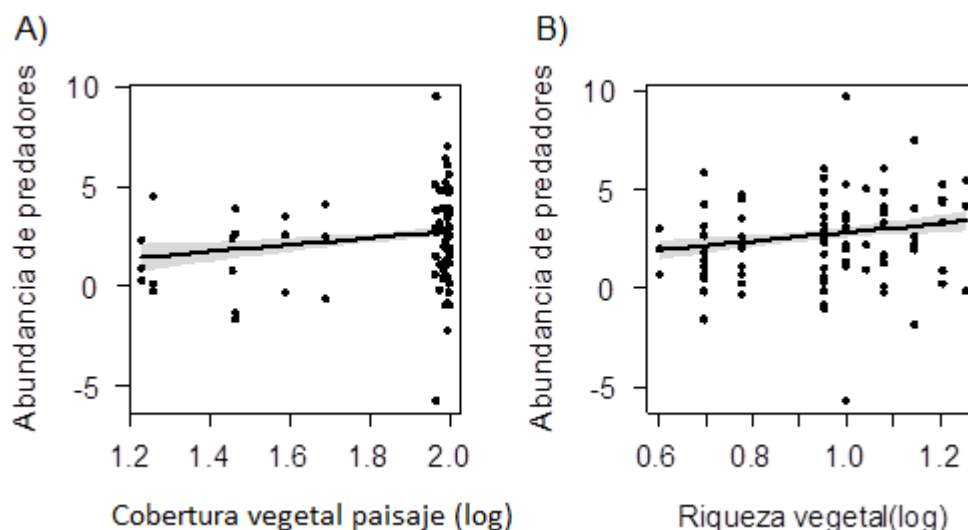 A)
B)
Abundancia de predadores
10
5
0
-5
1.2
1.4
1.6
1.8
2.0
Cobertura vegetal paisaje (log)
Abundancia de predadores
10
5
0
-5
0.6
0.8
1.0
1.2
Riqueza vegetal(log)